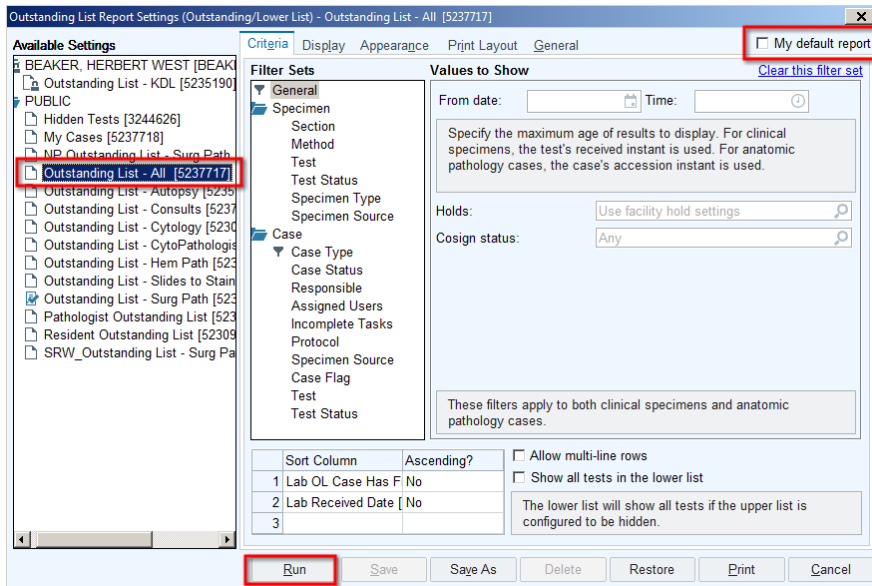 Outstanding List Report Settings (Outstanding/Lower List) - Outstanding List - All [5237717]
Available Settings
BEAKER, HERBERT WEST [BEAK
Outstanding List - KDL [5235190]
PUBLIC
Hidden Tests [3244626]
My Cases [5237718]
NP Outstanding List - Surg Path
Outstanding List - All [5237717]
Outstanding List - Autopsy [5235
Outstanding List - Consults [5237
Outstanding List - Cytology [5230
Outstanding List - CytoPathologis
Outstanding List - Hem Path [523
Outstanding List - Slides to Stain
Outstanding List - Surg Path [523
Pathologist Outstanding List [523
Resident Outstanding List [52309
SRW_Outstanding List - Surg Pa
Criteria Display Appearance Print Layout General
My default report
Filter Sets
General
Specimen
Section
Method
Test
Test Status
Specimen Type
Specimen Source
Case
Case Type
Case Status
Responsible
Assigned Users
Incomplete Tasks
Protocol
Specimen Source
Case Flag
Test
Test Status
Values to Show
Clear this filter set
From date: Time:
Specify the maximum age of results to display. For clinical
specimens, the test's received instant is used. For anatomic
pathology cases, the case's accession instant is used.
Holds: Use facility hold settings
Cosign status: Any
These filters apply to both clinical specimens and anatomic
pathology cases.
Sort Column Ascending?
1 Lab OL Case Has F No
2 Lab Received Date [ No
3
Allow multi-line rows
Show all tests in the lower list
The lower list will show all tests if the upper list is
configured to be hidden.
Run Save Save As Delete Restore Print Cancel